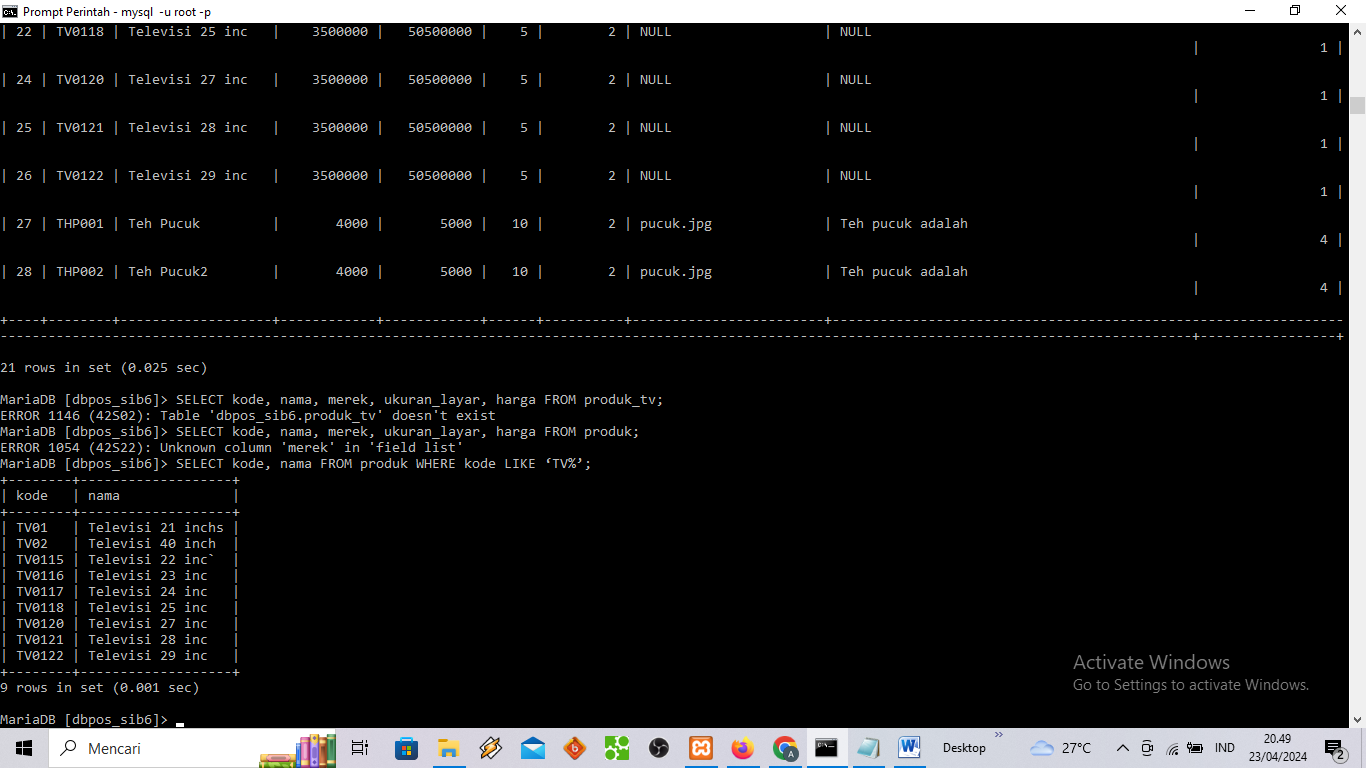 Prompt Perintah - mysql -u root -p
| 22 | TV0118 | Televisi 25 inc   |    3500000 |   50500000 |    5 |        2 | NULL                   | NULL
|               1 |
| 24 | TV0120 | Televisi 27 inc   |    3500000 |   50500000 |    5 |        2 | NULL                   | NULL
|               1 |
| 25 | TV0121 | Televisi 28 inc   |    3500000 |   50500000 |    5 |        2 | NULL                   | NULL
|               1 |
| 26 | TV0122 | Televisi 29 inc   |    3500000 |   50500000 |    5 |        2 | NULL                   | NULL
|               1 |
| 27 | THP001 | Teh Pucuk         |       4000 |       5000 |   10 |        2 | pucuk.jpg              | Teh pucuk adalah
|               4 |
| 28 | THP002 | Teh Pucuk2        |       4000 |       5000 |   10 |        2 | pucuk.jpg              | Teh pucuk adalah
|               4 |
21 rows in set (0.025 sec)
MariaDB [dbpos_sib6]> SELECT kode, nama, merek, ukuran_layar, harga FROM produk_tv;
ERROR 1146 (42S02): Table 'dbpos_sib6.produk_tv' doesn't exist
MariaDB [dbpos_sib6]> SELECT kode, nama, merek, ukuran_layar, harga FROM produk;
ERROR 1054 (42S22): Unknown column 'merek' in 'field list'
MariaDB [dbpos_sib6]> SELECT kode, nama FROM produk WHERE kode LIKE ‘TV%’;
+--------+-------------------+
| kode   | nama              |
+--------+-------------------+
| TV01   | Televisi 21 inchs |
| TV02   | Televisi 40 inch  |
| TV0115 | Televisi 22 inc`  |
| TV0116 | Televisi 23 inc   |
| TV0117 | Televisi 24 inc   |
| TV0118 | Televisi 25 inc   |
| TV0120 | Televisi 27 inc   |
| TV0121 | Televisi 28 inc   |
| TV0122 | Televisi 29 inc   |
+--------+-------------------+
9 rows in set (0.001 sec)
MariaDB [dbpos_sib6]>
Activate Windows
Go to Settings to activate Windows.
Mencari
Desktop
27°C
IND
20.49
23/04/2024
2